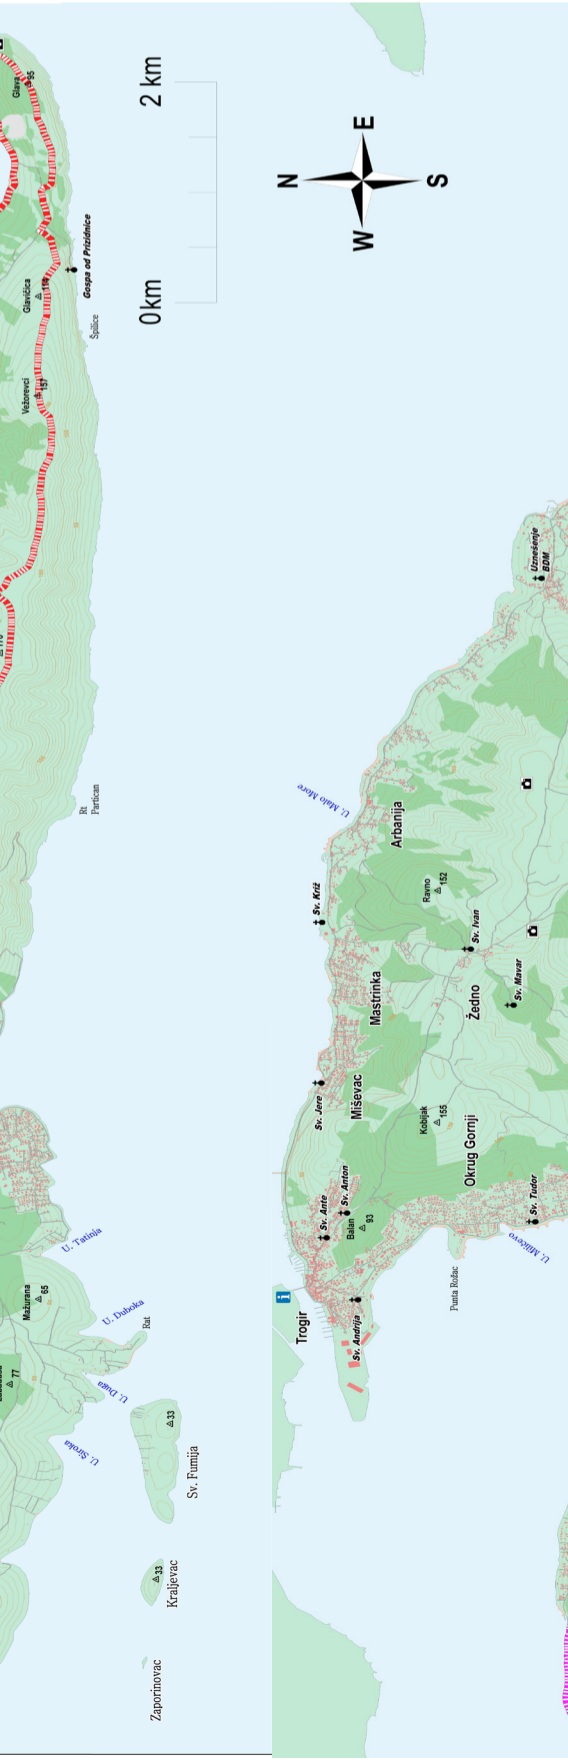 Glava
95
2 km
0km
N
E
S
W
Gospa od Prizidnice
Glavičica
Špilice
Vežorevci
157
Rt
Partican
Uznešenje
BDM
U. Malo More
Arbanija
Ravno
152
Sv. Križ
Sv. Ivan
Mastrinka
Žedno
Sv. Mavar
Sv. Jere
Miševac
Kobijak
155
Okrug Gornji
Sv. Ante
Sv. Anton
Balan
93
Sv. Tudor
U. Miličevo
Punta Rožac
i
Trogir
Sv. Andrija
U. Tatinja
Mažurana
65
U. Duboka
Rat
77
U. Duga
U. Široka
33
Sv. Fumija
33
Kraljevac
Zaporinovac